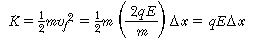 K = ½mv_f² = ½m (2qE/m) Δx = qEΔx